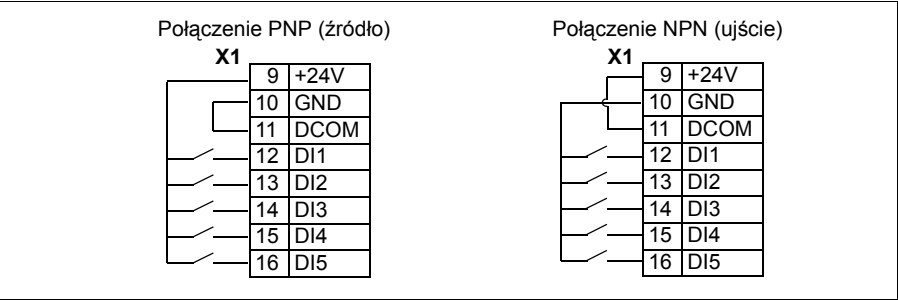 Połączenie PNP (źródło)
X1
9 +24V
10 GND
11 DCOM
12 DI1
13 DI2
14 DI3
15 DI4
16 DI5
Połączenie NPN (ujście)
X1
9 +24V
10 GND
11 DCOM
12 DI1
13 DI2
14 DI3
15 DI4
16 DI5